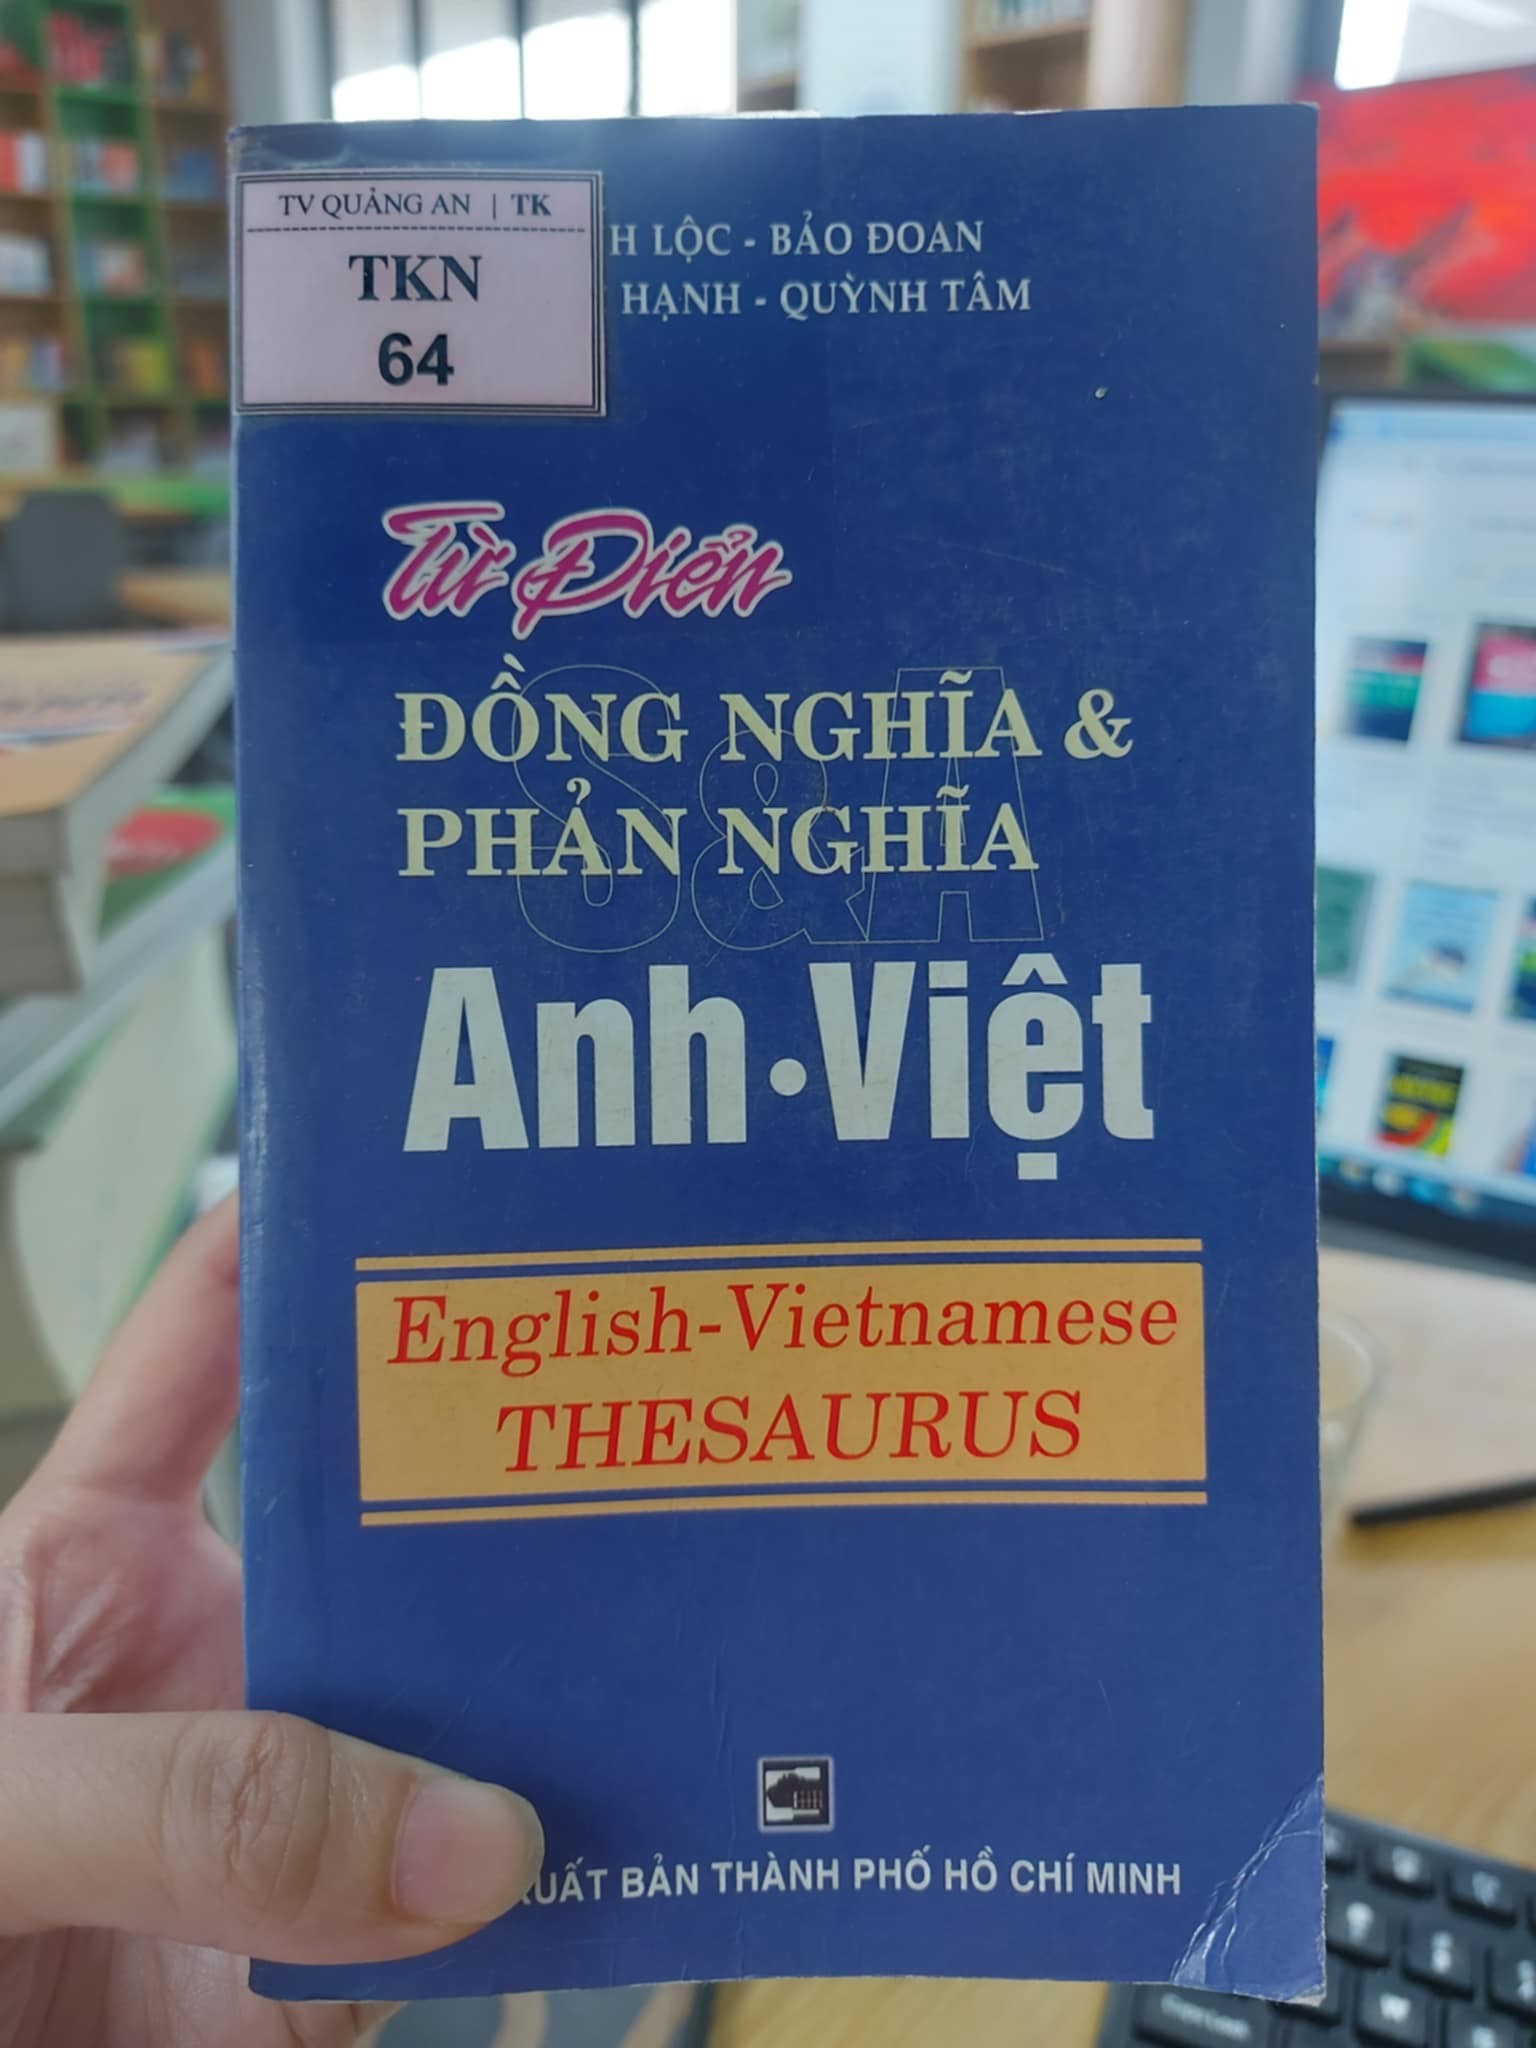 TV QUẢNG AN | TK
TKN
64
LỘC - BẢO ĐOAN
HẠNH - QUỲNH TÂM
Từ Điển
ĐỒNG NGHĨA &
PHẢN NGHĨA
S&A
Anh•Việt
English-Vietnamese
THESAURUS
BẢN THÀNH PHỐ HỒ CHÍ MINH